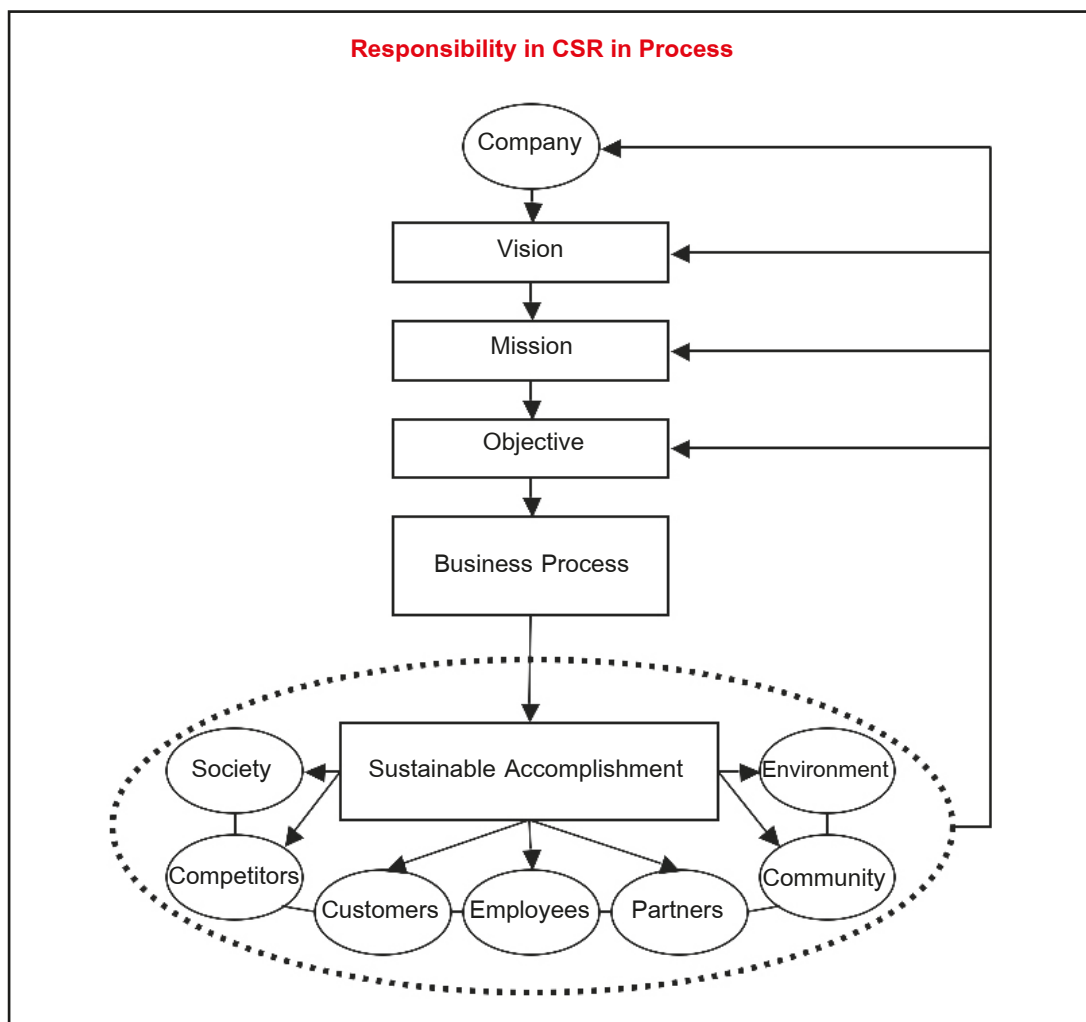 Responsibility in CSR in Process
Company
Vision
Mission
Objective
Business Process
Sustainable Accomplishment
Society
Environment
Competitors
Community
Customers
Employees
Partners